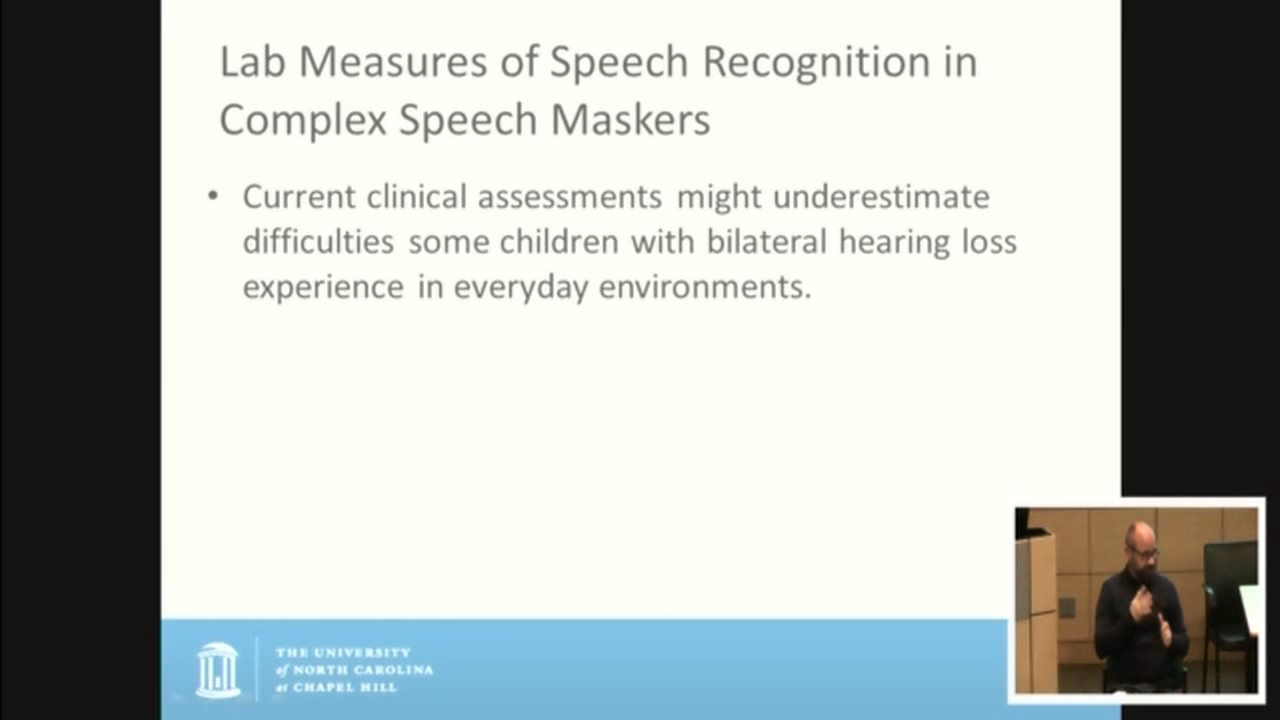 Lab Measures of Speech Recognition in
Complex Speech Maskers
• Current clinical assessments might underestimate
difficulties some children with bilateral hearing loss
experience in everyday environments.
THE UNIVERSITY
of NORTH CAROLINA
at CHAPEL HILL